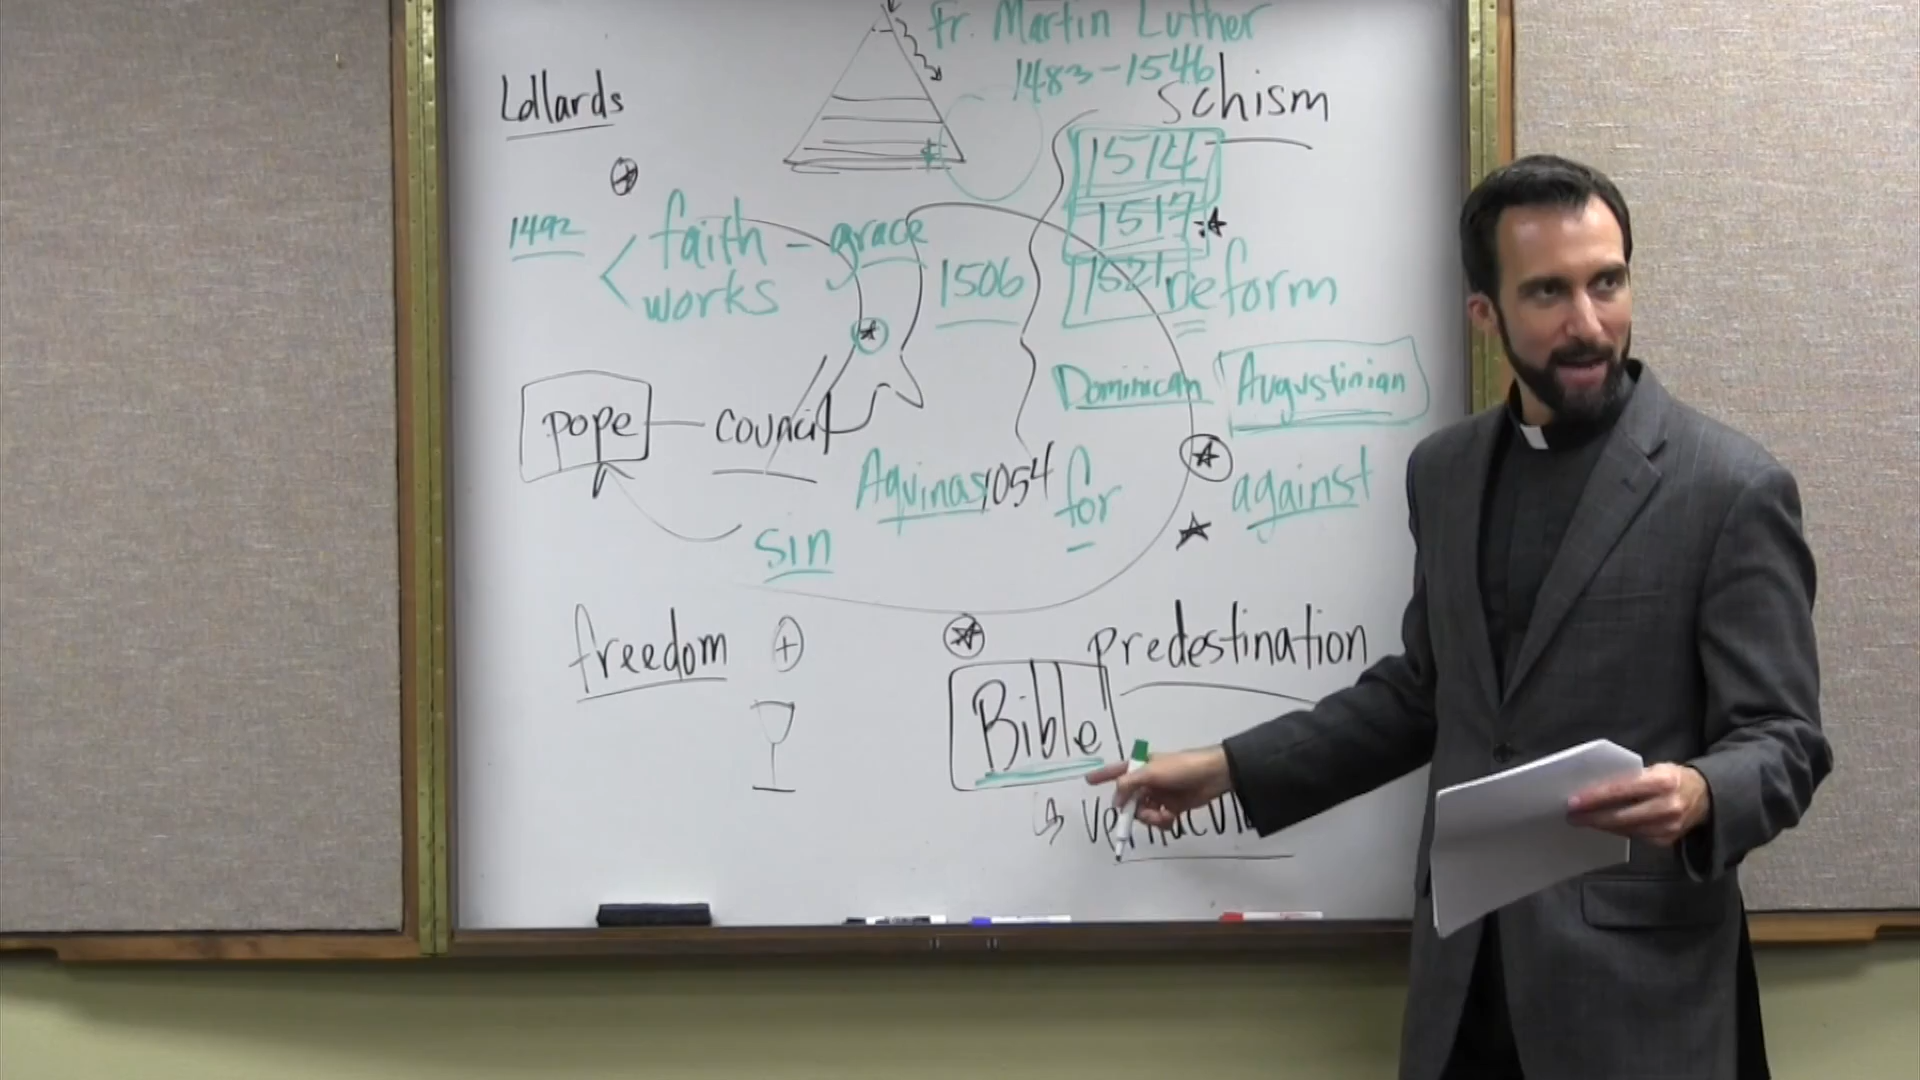 Fr. Martin Luther
1483-1546
Lollards
schism
1514
1517
1492
faith - grace
works
1506
1521
reform
Dominican
Augustinian
pope
council
Aquinas
1054
for
against
sin
freedom
predestination
Bible